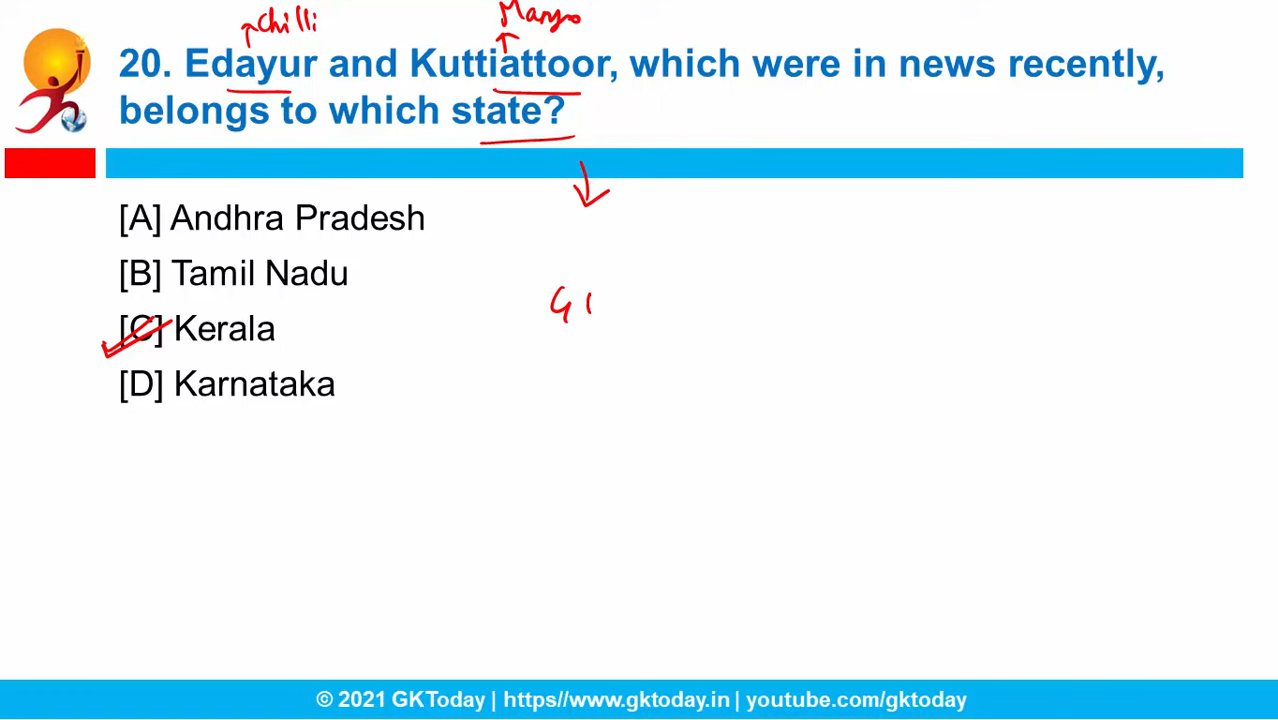 Chilli
Mango
20. Edayur and Kuttiattoor, which were in news recently,
belongs to which state?
[A] Andhra Pradesh
[B] Tamil Nadu
GI
[C] Kerala
[D] Karnataka
© 2021 GKToday | https//www.gktoday.in | youtube.com/gktoday